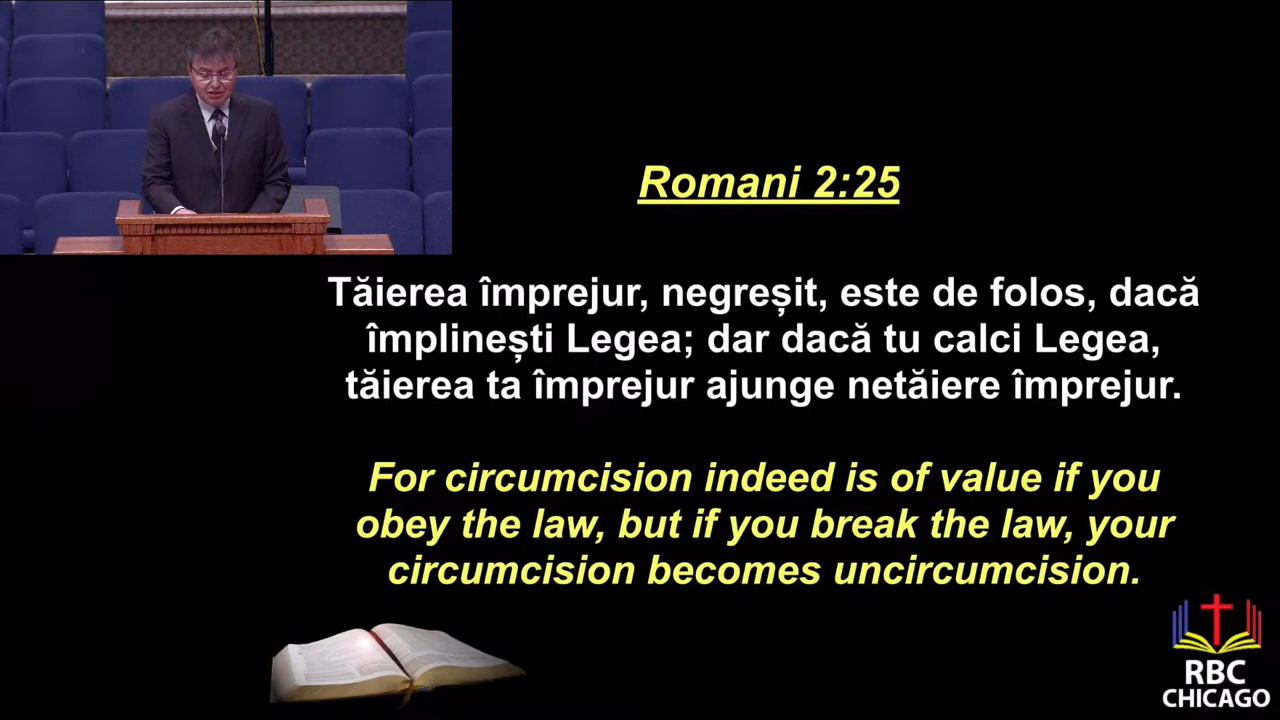 Romani 2:25
Tăierea împrejur, negreșit, este de folos, dacă
împlinești Legea; dar dacă tu calci Legea,
tăierea ta împrejur ajunge netăiere împrejur.
For circumcision indeed is of value if you
obey the law, but if you break the law, your
circumcision becomes uncircumcision.
RBC
CHICAGO